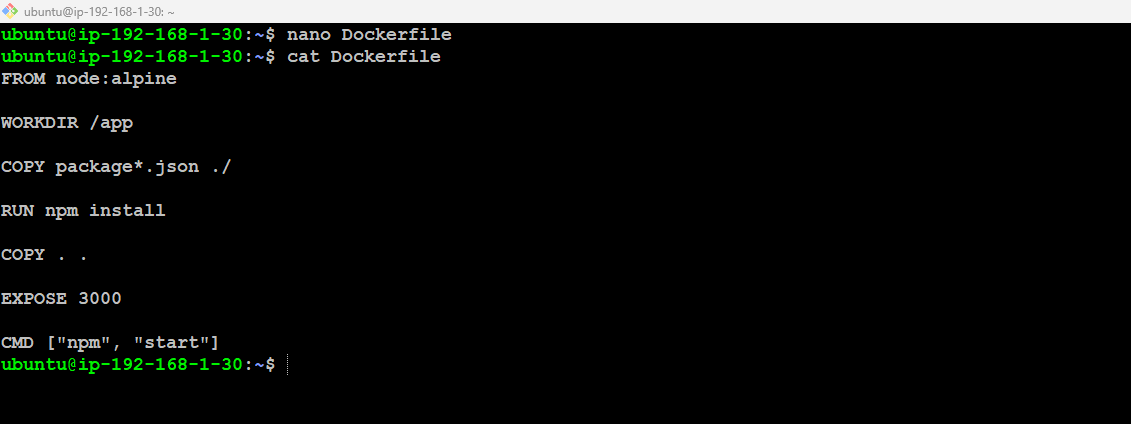 ubuntu@ip-192-168-1-30: ~
ubuntu@ip-192-168-1-30:~$ nano Dockerfile
ubuntu@ip-192-168-1-30:~$ cat Dockerfile
FROM node:alpine
WORKDIR /app
COPY package*.json ./
RUN npm install
COPY . .
EXPOSE 3000
CMD ["npm", "start"]
ubuntu@ip-192-168-1-30:~$